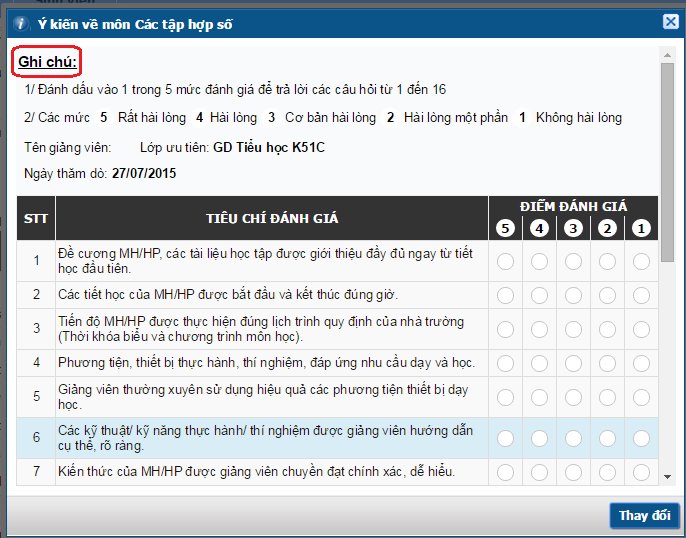 Ý kiến về môn Các tập hợp số
Ghi chú:
1/ Đánh dấu vào 1 trong 5 mức đánh giá để trả lời các câu hỏi từ 1 đến 16
2/ Các mức 5 Rất hài lòng 4 Hài lòng 3 Cơ bản hài lòng 2 Hài lòng một phần 1 Không hài lòng
Tên giảng viên: Lớp ưu tiên: GD Tiểu học K51C
Ngày thăm dò: 27/07/2015
STT TIÊU CHÍ ĐÁNH GIÁ ĐIỂM ĐÁNH GIÁ
5 4 3 2 1
1 Đề cương MH/HP, các tài liệu học tập được giới thiệu đầy đủ ngay từ tiết
học đầu tiên.
2 Các tiết học của MH/HP được bắt đầu và kết thúc đúng giờ.
3 Tiến độ MH/HP được thực hiện đúng lịch trình quy định của nhà trường
(Thời khóa biểu và chương trình môn học).
4 Phương tiện, thiết bị thực hành, thí nghiệm, đáp ứng nhu cầu dạy và học.
5 Giảng viên thường xuyên sử dụng hiệu quả các phương tiện thiết bị dạy
học.
6 Các kỹ thuật/ kỹ năng thực hành/ thí nghiệm được giảng viên hướng dẫn
cụ thể, rõ ràng.
7 Kiến thức của MH/HP được giảng viên chuyền đạt chính xác, dễ hiểu.
Thay đổi